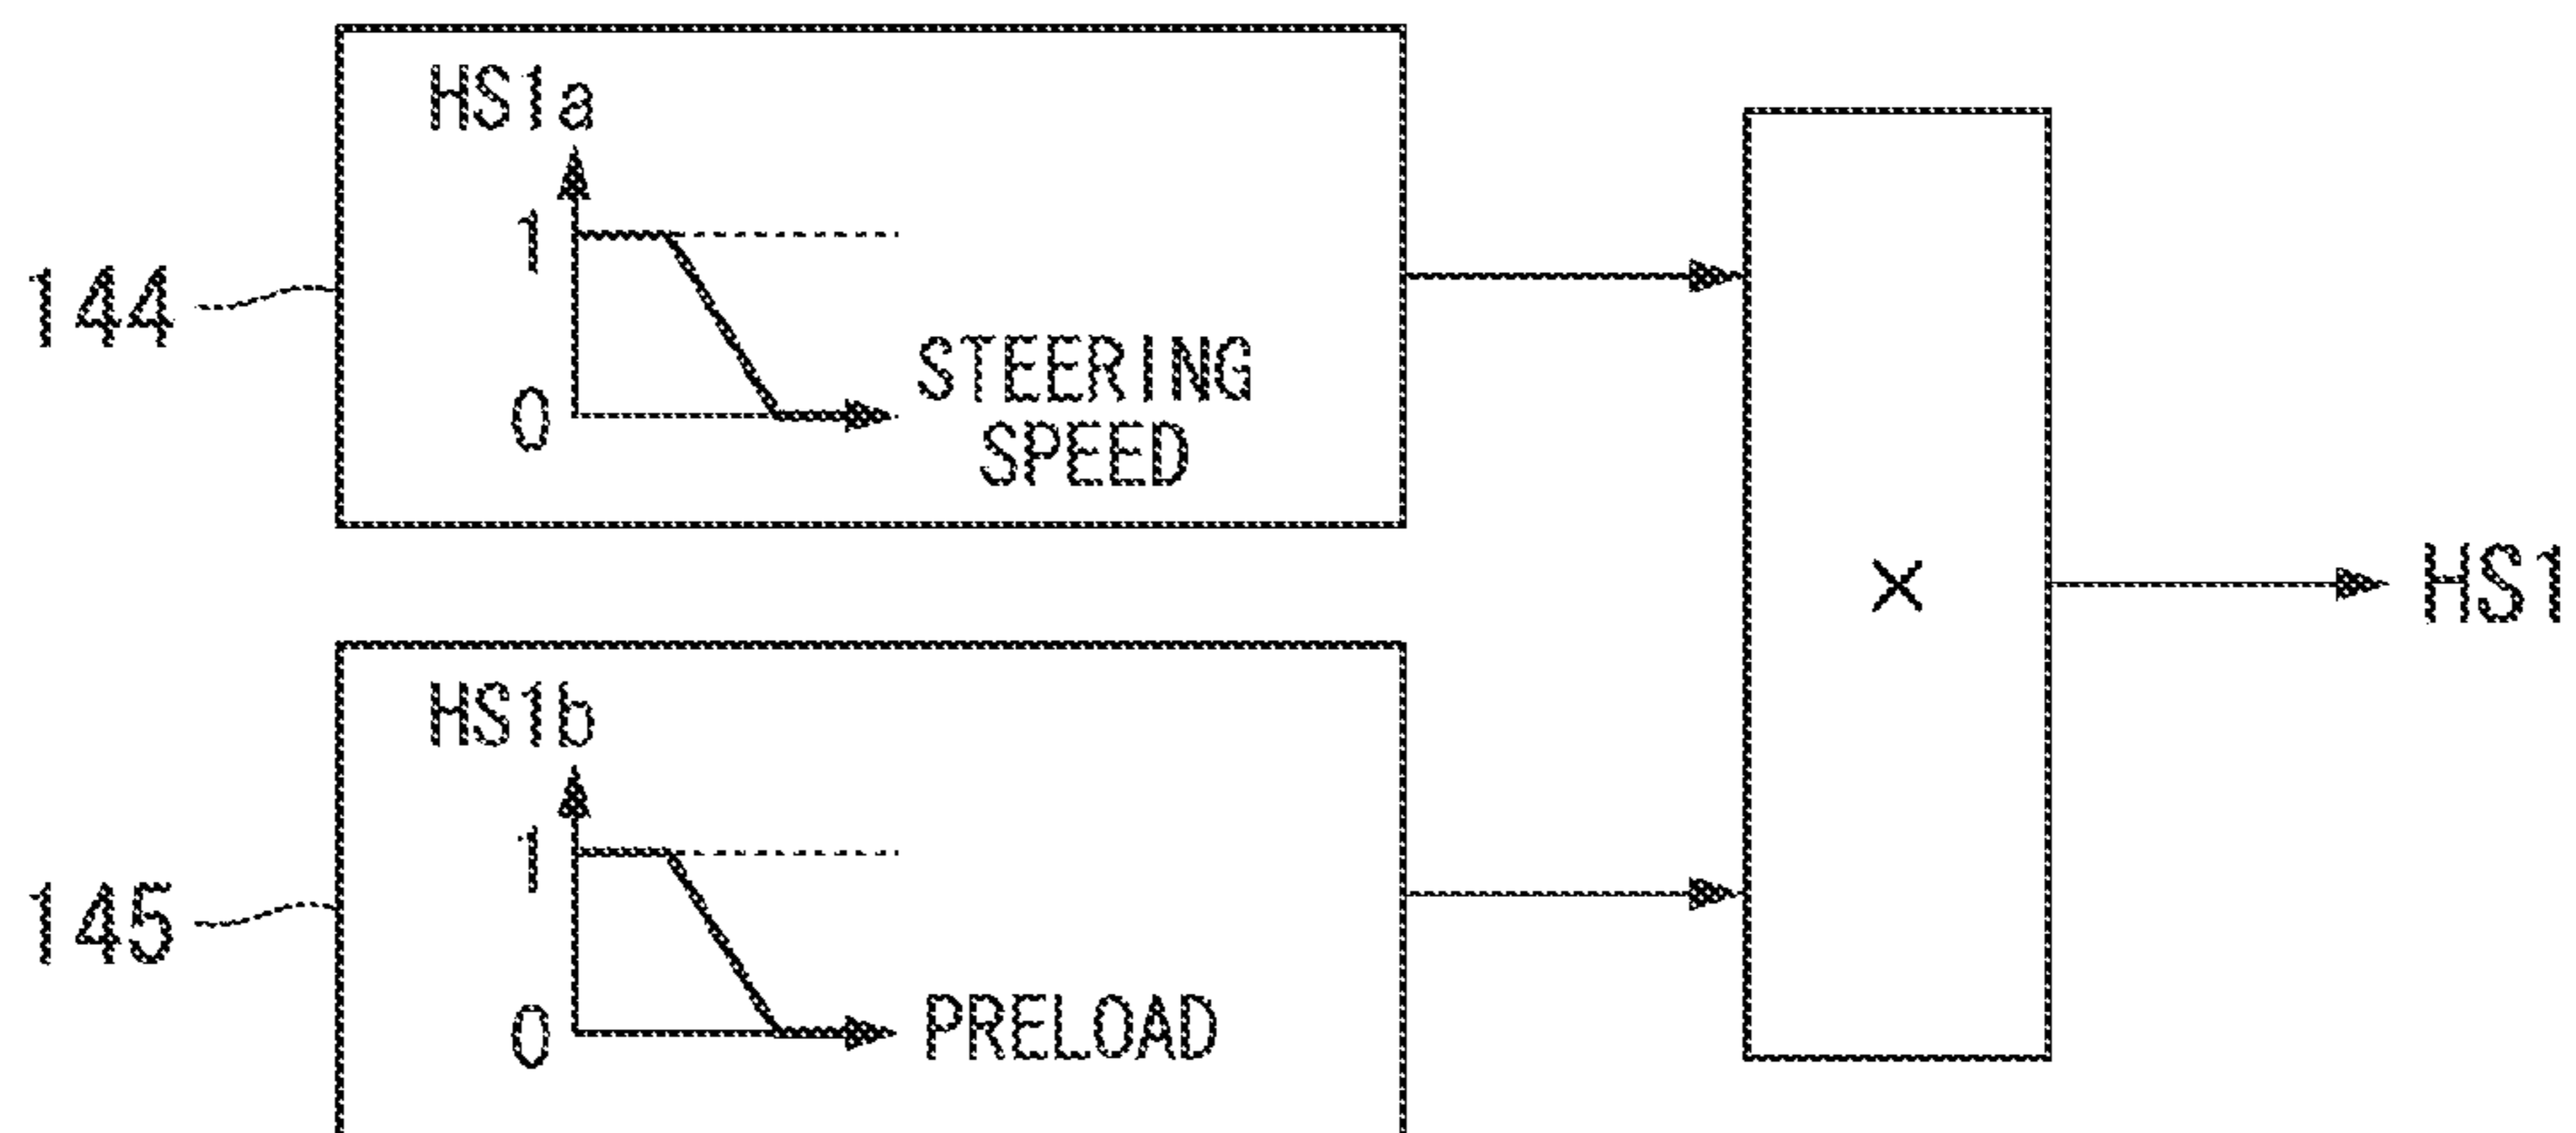 HS1a
1
144
0
STEERING
SPEED
×
HS1
HS1b
1
145
0
PRELOAD